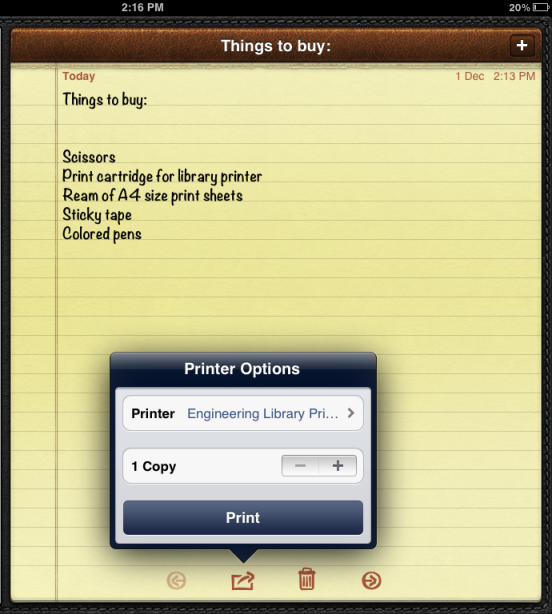 2:16 PM
20%
Things to buy:
+
Today
1 Dec 2:13 PM
Things to buy:
Scissors
Print cartridge for library printer
Ream of A4 size print sheets
Sticky tape
Colored pens
Printer Options
Printer Engineering Library Pri...
1 Copy
− +
Print